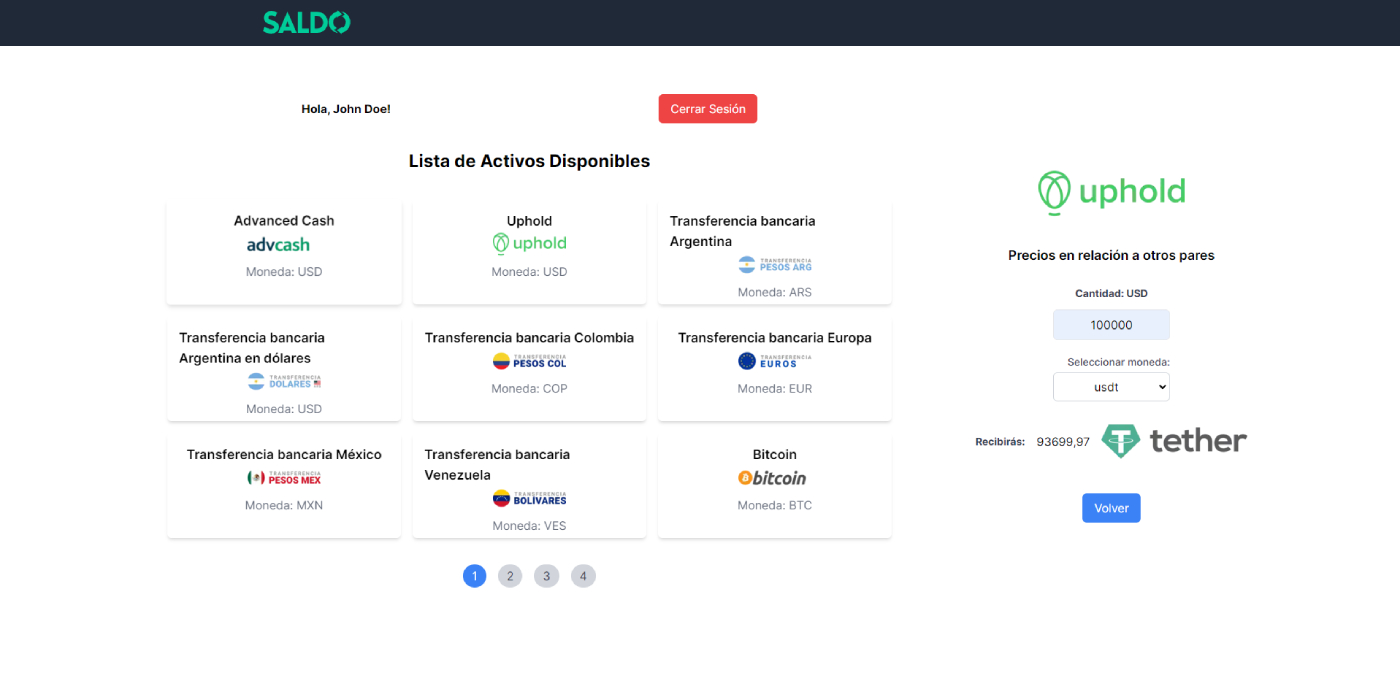 SALDO
Hola, John Doe!
Cerrar Sesión
Lista de Activos Disponibles
Advanced Cash
advcash
Moneda: USD
Uphold
uphold
Moneda: USD
Transferencia bancaria
Argentina
TRANSFERENCIA
PESOS ARG
Moneda: ARS
Transferencia bancaria
Argentina en dólares
TRANSFERENCIA
DOLARES
Moneda: USD
Transferencia bancaria Colombia
TRANSFERENCIA
PESOS COL
Moneda: COP
Transferencia bancaria Europa
TRANSFERENCIA
EUROS
Moneda: EUR
Transferencia bancaria México
TRANSFERENCIA
PESOS MEX
Moneda: MXN
Transferencia bancaria
Venezuela
TRANSFERENCIA
BOLIVARES
Moneda: VES
Bitcoin
bitcoin
Moneda: BTC
1 2 3 4
uphold
Precios en relación a otros pares
Cantidad: USD
100000
Seleccionar moneda:
usdt
Recibirás: 93699,97 tether
Volver